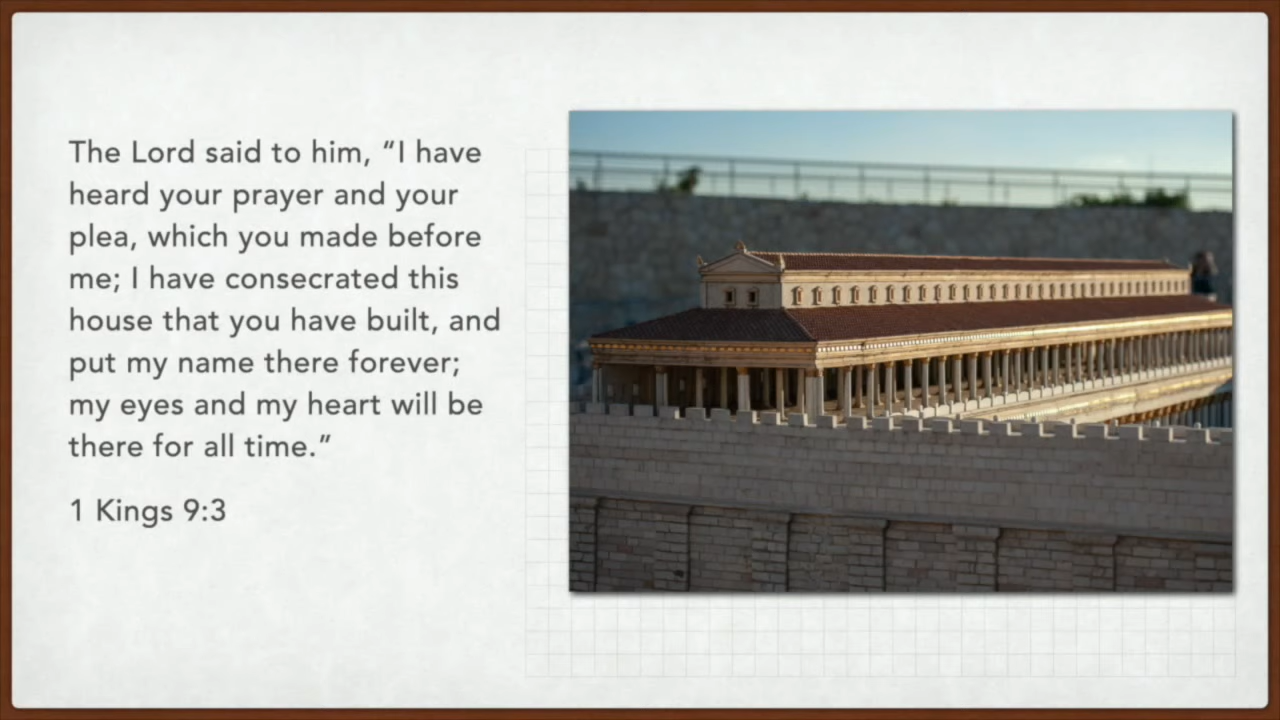 The Lord said to him, “I have
heard your prayer and your
plea, which you made before
me; I have consecrated this
house that you have built, and
put my name there forever;
my eyes and my heart will be
there for all time.”
1 Kings 9:3